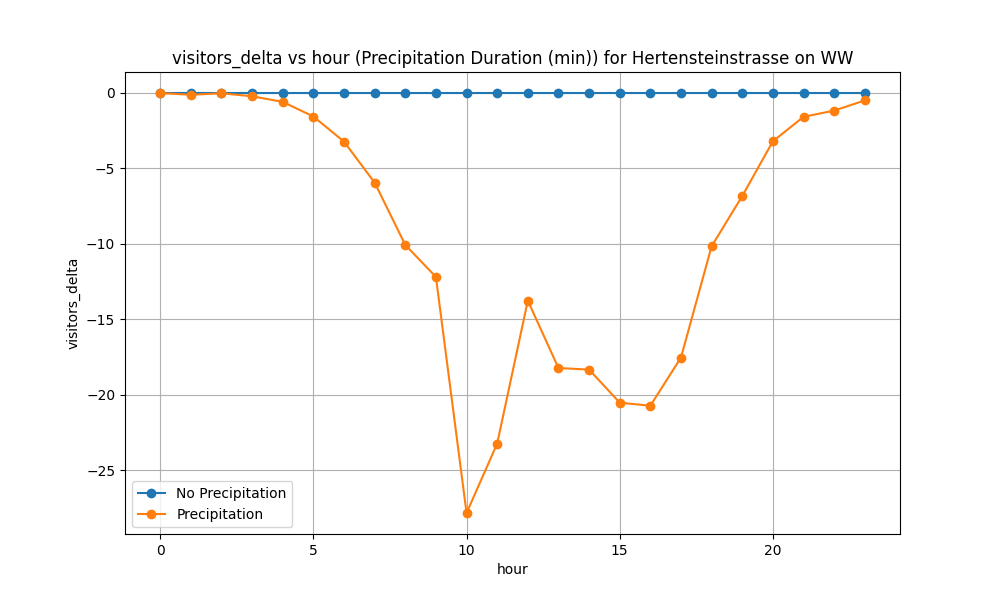 visitors_delta vs hour (Precipitation Duration (min)) for Hertensteinstrasse on WW
visitors_delta
0
−5
−10
−15
−20
−25
No Precipitation
Precipitation
0 5 10 15 20
hour